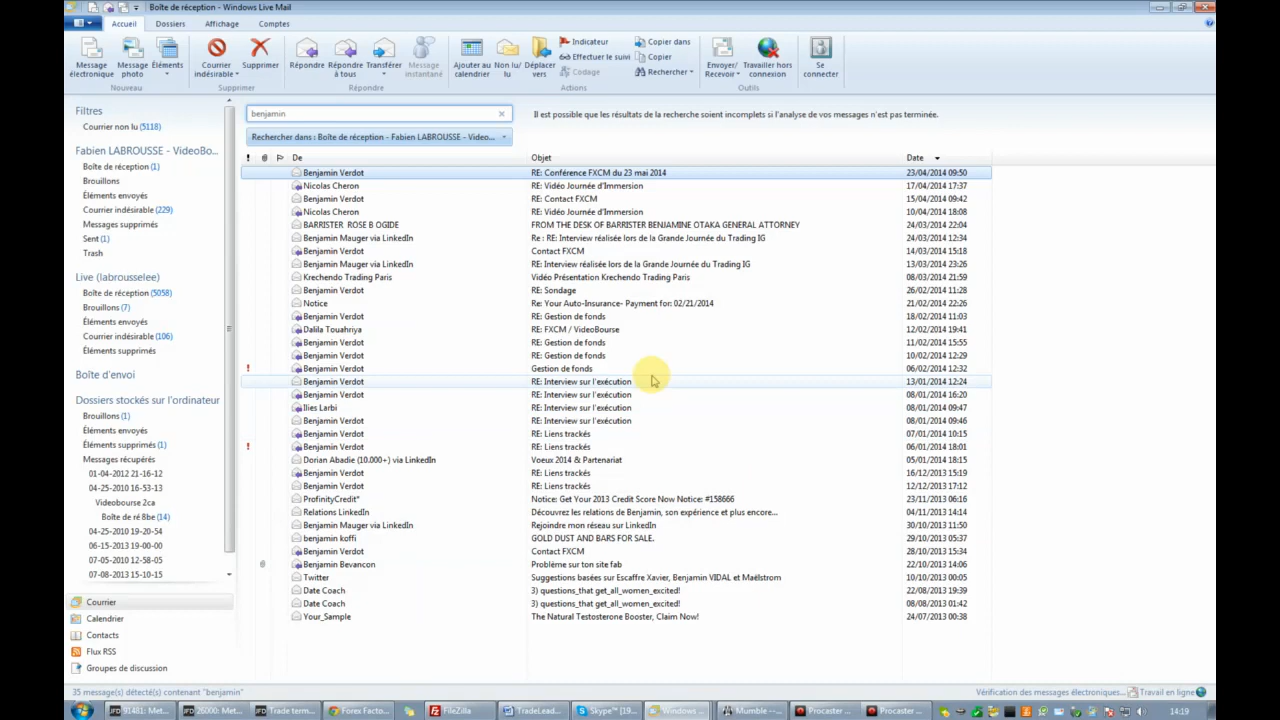 Boîte de réception - Windows Live Mail
Accueil Dossiers Affichage Comptes
Message électronique Message photo Éléments Courrier indésirable Supprimer Répondre Répondre à tous Transférer Message instantané Ajouter au calendrier Non lu/lu Déplacer vers Indicateur Effectuer le suivi Codage Copier dans Copier Rechercher Envoyer/Recevoir Travailler hors connexion Se connecter
Nouveau Supprimer Répondre Actions Outils
Filtres
Courrier non lu (5118)
Fabien LABROUSSE - VideoBo...
Boîte de réception (1)
Brouillons
Éléments envoyés
Courrier indésirable (229)
Messages supprimés
Sent (1)
Trash
Live (labrousselee)
Boîte de réception (5058)
Brouillons (7)
Éléments envoyés
Courrier indésirable (106)
Éléments supprimés
Boîte d'envoi
Dossiers stockés sur l'ordinateur
Brouillons (1)
Éléments envoyés
Éléments supprimés (1)
Messages récupérés
01-04-2012 21-16-12
04-25-2010 16-53-13
Videobourse 2ca
Boîte de ré 8be (14)
04-25-2010 19-20-54
06-15-2013 19-00-00
07-05-2010 12-58-05
07-08-2013 15-10-15
Courrier
Calendrier
Contacts
Flux RSS
Groupes de discussion
benjamin
Il est possible que les résultats de la recherche soient incomplets si l'analyse de vos messages n'est pas terminée.
Rechercher dans : Boîte de réception - Fabien LABROUSSE - Video...
! De Objet Date
Benjamin Verdot RE: Conférence FXCM du 23 mai 2014 23/04/2014 09:50
Nicolas Cheron RE: Vidéo Journée d'Immersion 17/04/2014 17:37
Benjamin Verdot RE: Contact FXCM 15/04/2014 09:42
Nicolas Cheron RE: Vidéo Journée d'Immersion 10/04/2014 18:08
BARRISTER ROSE B OGIDE FROM THE DESK OF BARRISTER BENJAMINE OTAKA GENERAL ATTORNEY 24/03/2014 22:04
Benjamin Mauger via LinkedIn Re : RE: Interview réalisée lors de la Grande Journée du Trading IG 24/03/2014 12:34
Benjamin Verdot Contact FXCM 14/03/2014 15:18
Benjamin Mauger via LinkedIn RE: Interview réalisée lors de la Grande Journée du Trading IG 13/03/2014 23:26
Krechendo Trading Paris Vidéo Présentation Krechendo Trading Paris 08/03/2014 21:59
Benjamin Verdot RE: Sondage 26/02/2014 11:28
Notice Re: Your Auto-Insurance- Payment for: 02/21/2014 21/02/2014 22:26
Benjamin Verdot RE: Gestion de fonds 18/02/2014 11:03
Dalila Touahriya RE: FXCM / VideoBourse 12/02/2014 19:41
Benjamin Verdot RE: Gestion de fonds 11/02/2014 15:55
Benjamin Verdot RE: Gestion de fonds 10/02/2014 12:29
! Benjamin Verdot Gestion de fonds 06/02/2014 12:32
Benjamin Verdot RE: Interview sur l'exécution 13/01/2014 12:24
Benjamin Verdot RE: Interview sur l'exécution 08/01/2014 16:20
Ilies Larbi RE: Interview sur l'exécution 08/01/2014 09:47
Benjamin Verdot RE: Interview sur l'exécution 08/01/2014 09:46
Benjamin Verdot RE: Liens trackés 07/01/2014 10:15
! Benjamin Verdot RE: Liens trackés 06/01/2014 18:01
Dorian Abadie (10.000+) via LinkedIn Voeux 2014 & Partenariat 05/01/2014 18:15
Benjamin Verdot RE: Liens trackés 16/12/2013 15:19
Benjamin Verdot RE: Liens trackés 12/12/2013 17:12
ProfinityCredit* Notice: Get Your 2013 Credit Score Now Notice: #158666 23/11/2013 06:16
Relations LinkedIn Découvrez les relations de Benjamin, son expérience et plus encore... 04/11/2013 14:14
Benjamin Mauger via LinkedIn Rejoindre mon réseau sur LinkedIn 30/10/2013 11:50
benjamin koffi GOLD DUST AND BARS FOR SALE. 29/10/2013 05:37
Benjamin Verdot Contact FXCM 28/10/2013 15:34
Benjamin Bevancon Problème sur ton site fab 22/10/2013 14:06
Twitter Suggestions basées sur Escaffre Xavier, Benjamin VIDAL et Maëlstrom 10/10/2013 00:05
Date Coach 3) questions_that get_all_women_excited! 22/08/2013 19:39
Date Coach 3) questions_that get_all_women_excited! 08/08/2013 01:42
Your_Sample The Natural Testosterone Booster, Claim Now! 24/07/2013 00:38
35 message(s) détecté(s) contenant "benjamin"
Vérification des messages électroniques... Travail en ligne
91481: Met... 26000: Met... Trade term... Forex Facto... FileZilla TradeLead... Skype™ [19... Windows ... Mumble -- ... Procaster ... Procaster ... 14:19